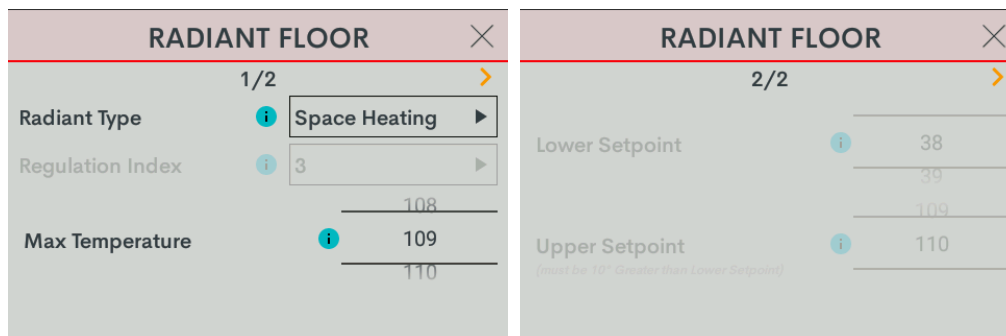 RADIANT FLOOR
1/2
Radiant Type
Space Heating
Regulation Index
3
108
Max Temperature
109
110
RADIANT FLOOR
2/2
Lower Setpoint
38
39
109
Upper Setpoint
110
(must be 10° Greater than Lower Setpoint)